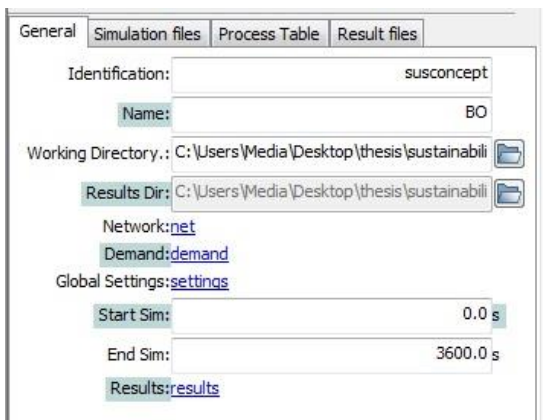 General Simulation files Process Table Result files
Identification: susconcept
Name: BO
Working Directory.: C:\Users\Media\Desktop\thesis\sustainabili
Results Dir: C:\Users\Media\Desktop\thesis\sustainabili
Network: net
Demand: demand
Global Settings: settings
Start Sim: 0.0 s
End Sim: 3600.0 s
Results: results